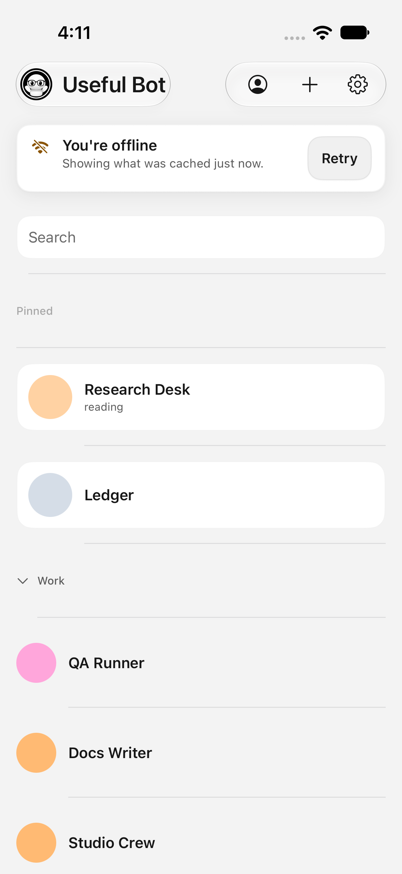 4:11
Useful Bot
You're offline
Showing what was cached just now.
Retry
Search
Pinned
Research Desk
reading
Ledger
Work
QA Runner
Docs Writer
Studio Crew